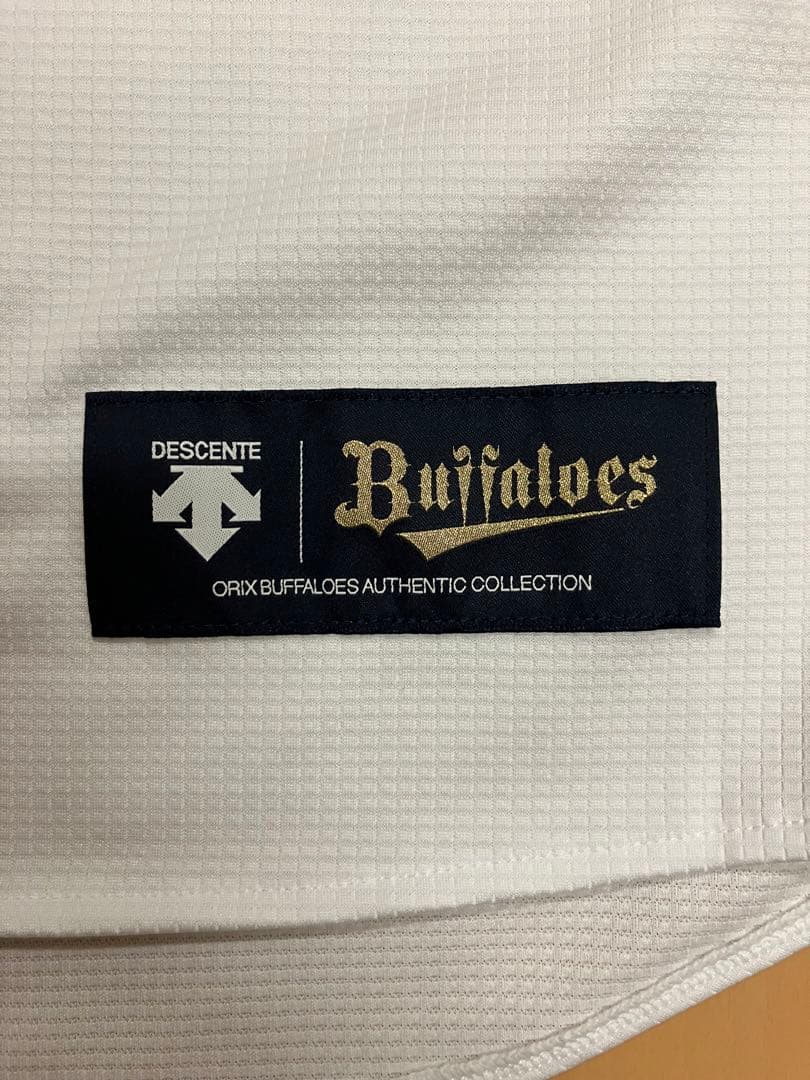 DESCENTE
Buffaloes
ORIX BUFFALOES AUTHENTIC COLLECTION